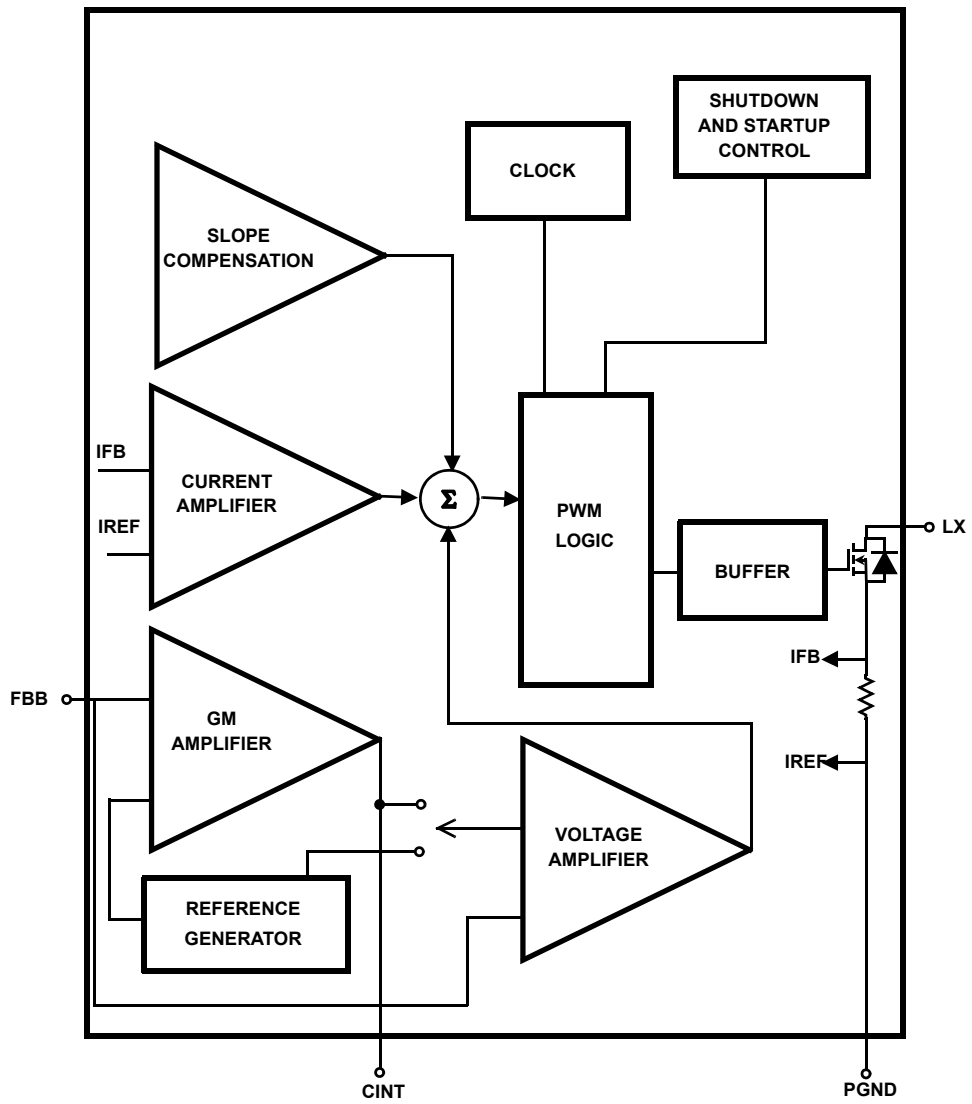 SHUTDOWN
AND STARTUP
CONTROL
CLOCK
SLOPE
COMPENSATION
IFB
CURRENT
AMPLIFIER
IREF
Σ
PWM
LOGIC
BUFFER
LX
IFB
FBB
GM
AMPLIFIER
IREF
VOLTAGE
AMPLIFIER
REFERENCE
GENERATOR
CINT
PGND